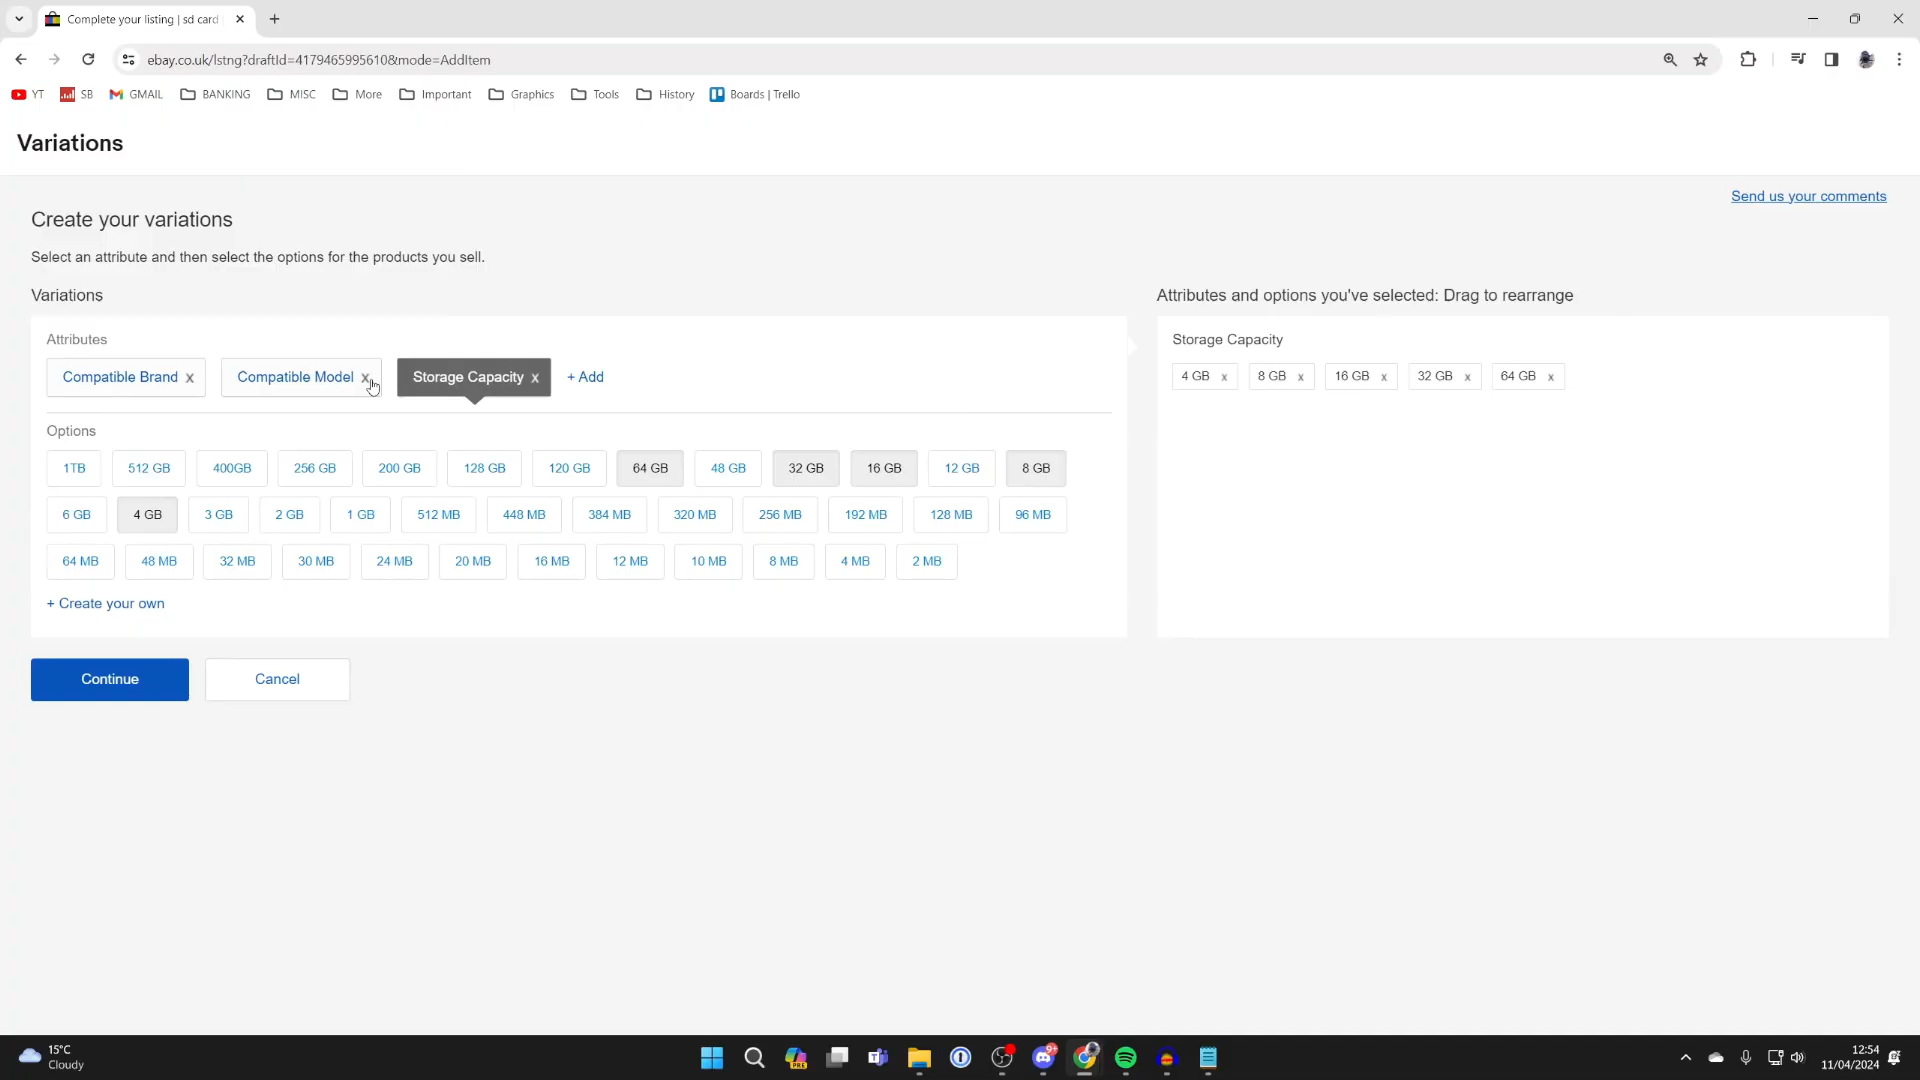 Complete your listing | sd card
ebay.co.uk/lstng?draftId=4179465995610&mode=AddItem
YT SB GMAIL BANKING MISC More Important Graphics Tools History Boards | Trello
Variations
Send us your comments
Create your variations
Select an attribute and then select the options for the products you sell.
Variations
Attributes and options you've selected: Drag to rearrange
Attributes
Compatible Brand x Compatible Model x Storage Capacity x + Add
Storage Capacity
4 GB x 8 GB x 16 GB x 32 GB x 64 GB x
Options
1TB 512 GB 400GB 256 GB 200 GB 128 GB 120 GB 64 GB 48 GB 32 GB 16 GB 12 GB 8 GB
6 GB 4 GB 3 GB 2 GB 1 GB 512 MB 448 MB 384 MB 320 MB 256 MB 192 MB 128 MB 96 MB
64 MB 48 MB 32 MB 30 MB 24 MB 20 MB 16 MB 12 MB 10 MB 8 MB 4 MB 2 MB
+ Create your own
Continue Cancel
15°C
Cloudy
PRE
9+
12:54
11/04/2024